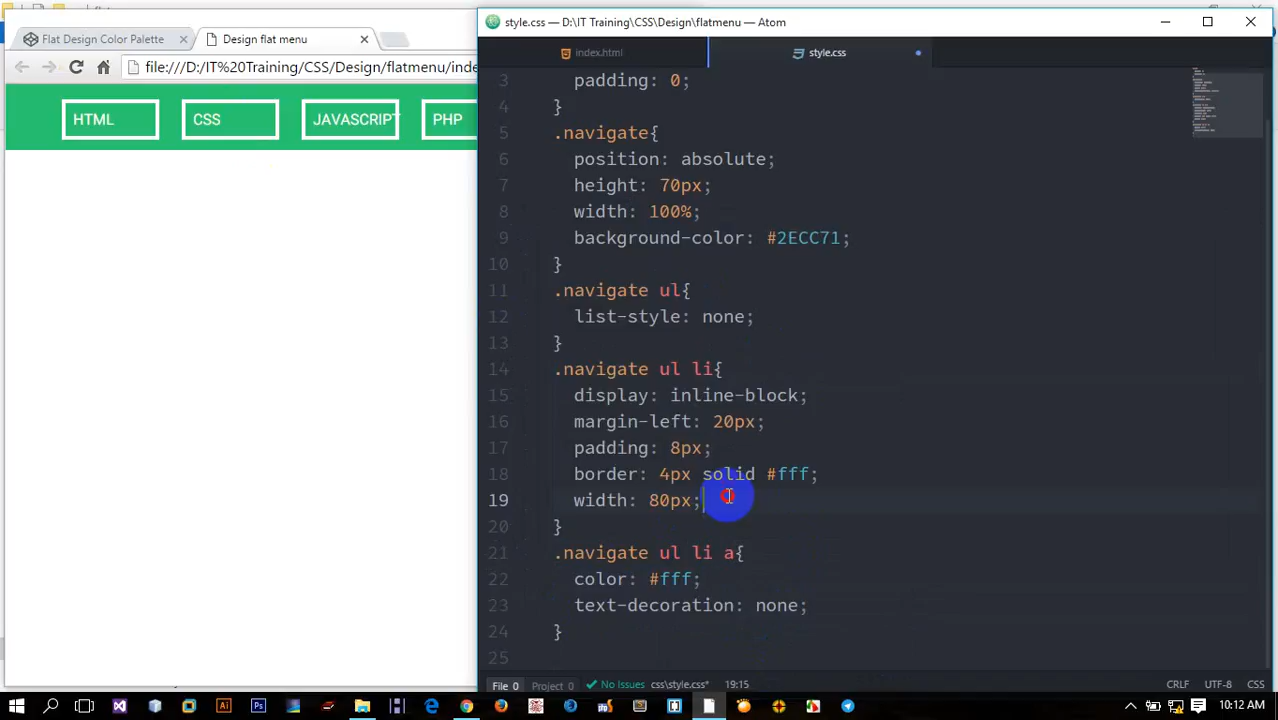 flat
Flat Design Color Palette
Design flat menu
file:///D:/IT%20Training/CSS/Design/flatmenu/inde
HTML
CSS
JAVASCRIPT
PHP
style.css — D:\IT Training\CSS\Design\flatmenu — Atom
index.html
style.css
3 padding: 0;
4 }
5 .navigate{
6 position: absolute;
7 height: 70px;
8 width: 100%;
9 background-color: #2ECC71;
10 }
11 .navigate ul{
12 list-style: none;
13 }
14 .navigate ul li{
15 display: inline-block;
16 margin-left: 20px;
17 padding: 8px;
18 border: 4px solid #fff;
19 width: 80px;
20 }
21 .navigate ul li a{
22 color: #fff;
23 text-decoration: none;
24 }
25
File 0 Project 0 No Issues css\style.css* 19:15 CRLF UTF-8 CSS
10:12 AM